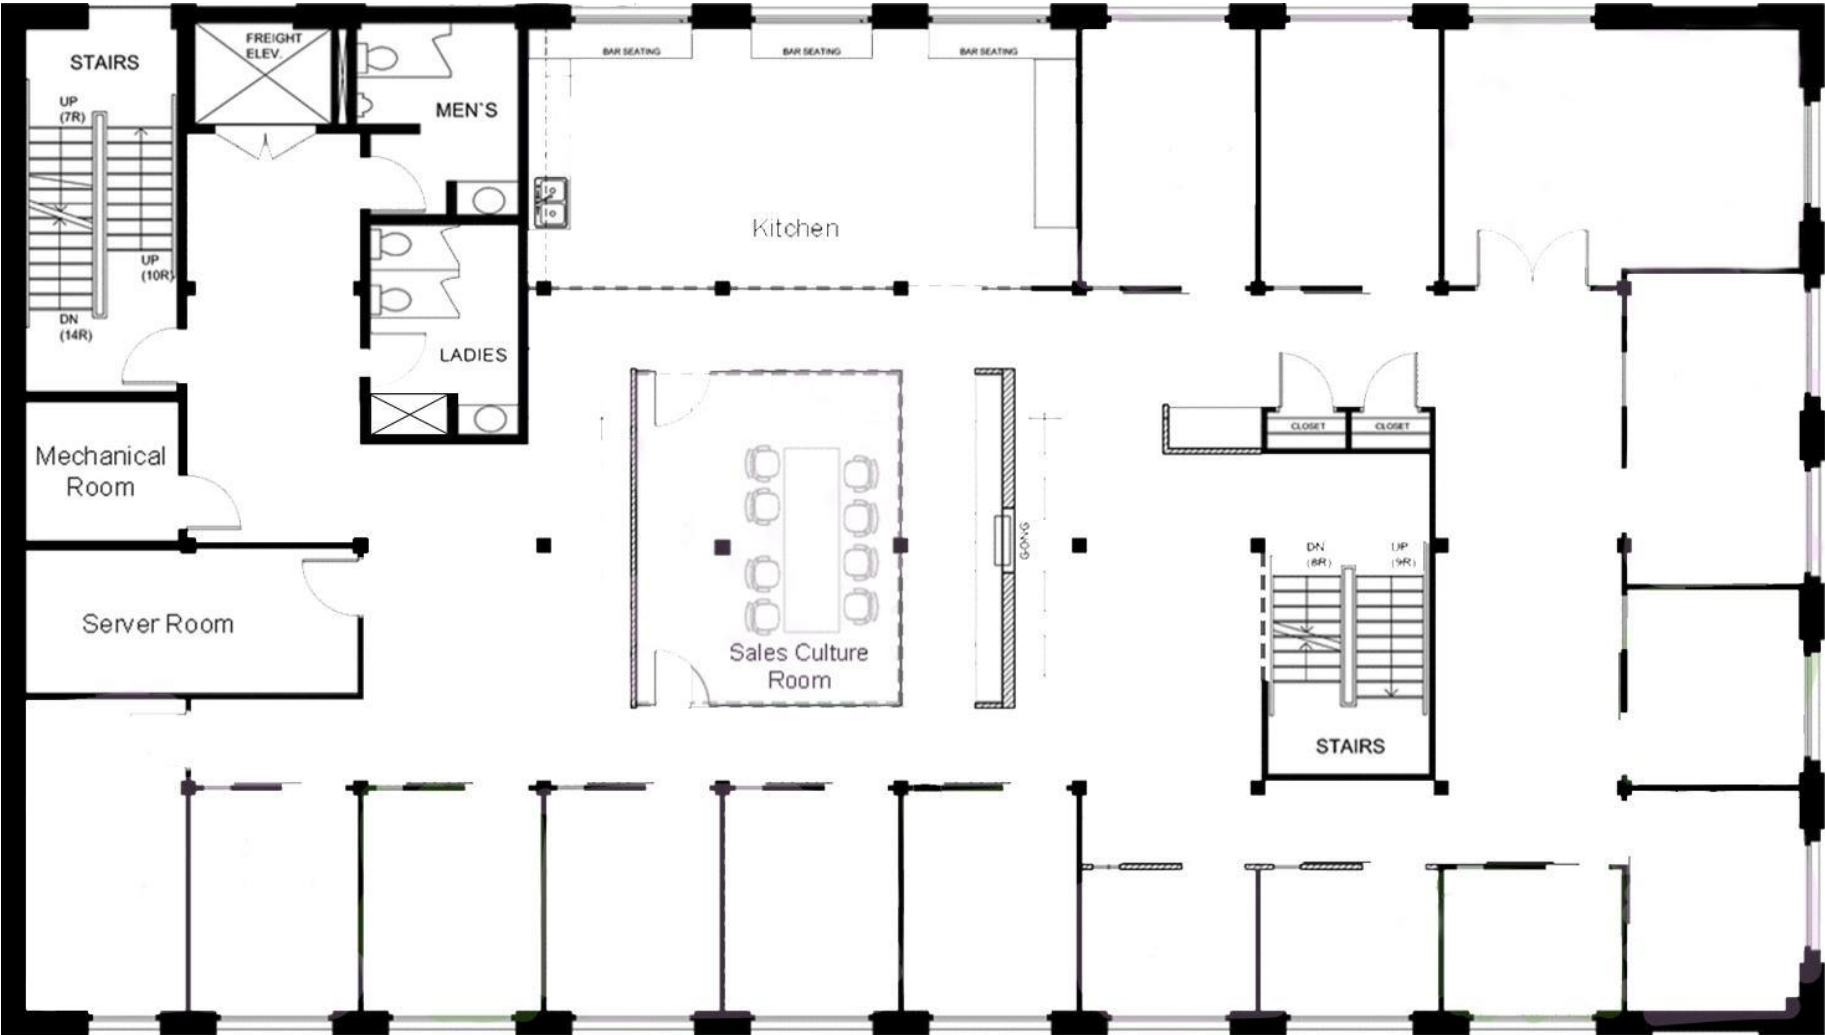 FREIGHT
ELEV.
STAIRS
BAR SEATING
BAR SEATING
BAR SEATING
UP
(7R)
MEN`S
Kitchen
UP
(10R)
DN
(14R)
LADIES
CLOSET
CLOSET
Mechanical
Room
GONG
DN
(8R)
UP
(9R)
Server Room
Sales Culture
Room
STAIRS